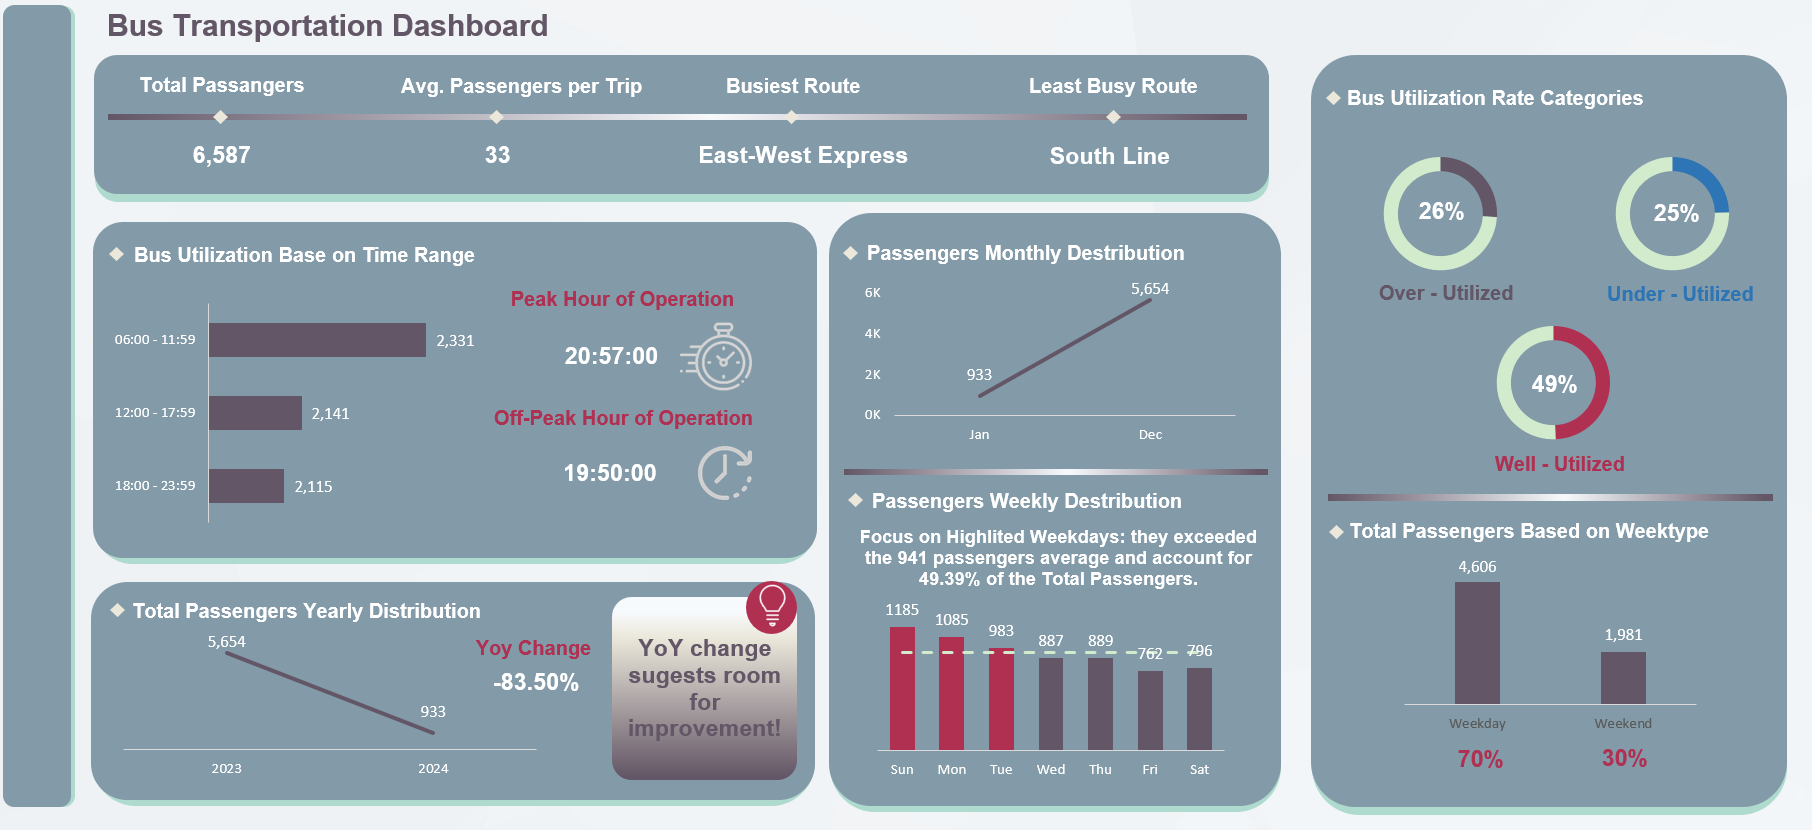 Bus Transportation Dashboard
Total Passangers
Avg. Passengers per Trip
Busiest Route
Least Busy Route
6,587
33
East-West Express
South Line
Bus Utilization Base on Time Range
06:00 - 11:59
2,331
12:00 - 17:59
2,141
18:00 - 23:59
2,115
Peak Hour of Operation
20:57:00
Off-Peak Hour of Operation
19:50:00
Total Passengers Yearly Distribution
5,654
933
2023
2024
Yoy Change
-83.50%
YoY change
sugests room
for
improvement!
Passengers Monthly Destribution
6K
4K
2K
0K
933
5,654
Jan
Dec
Passengers Weekly Destribution
Focus on Highlited Weekdays: they exceeded
the 941 passengers average and account for
49.39% of the Total Passengers.
1185
1085
983
887
889
762
796
Sun
Mon
Tue
Wed
Thu
Fri
Sat
Bus Utilization Rate Categories
26%
Over - Utilized
25%
Under - Utilized
49%
Well - Utilized
Total Passengers Based on Weektype
4,606
1,981
Weekday
Weekend
70%
30%